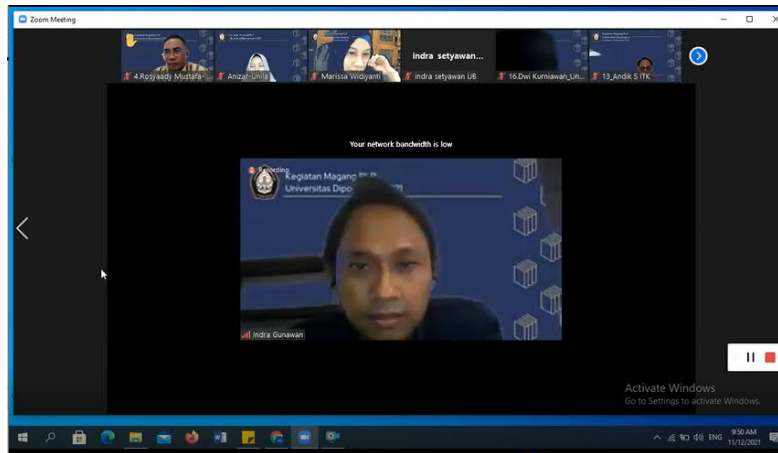 Zoom Meeting
4.Rosyaady Mustafa-
Anizar-Unila
Marissa Widiyanti
indra setyawan...
indra setyawan UB
16.Dwi Kurniawan_Un...
13_Andik S ITK
Your network bandwidth is low
Recording
Kegiatan Magang
Universitas
Indra Gunawan
Activate Windows
Go to Settings to activate Windows.
ENG
9:50 AM
11/12/2021